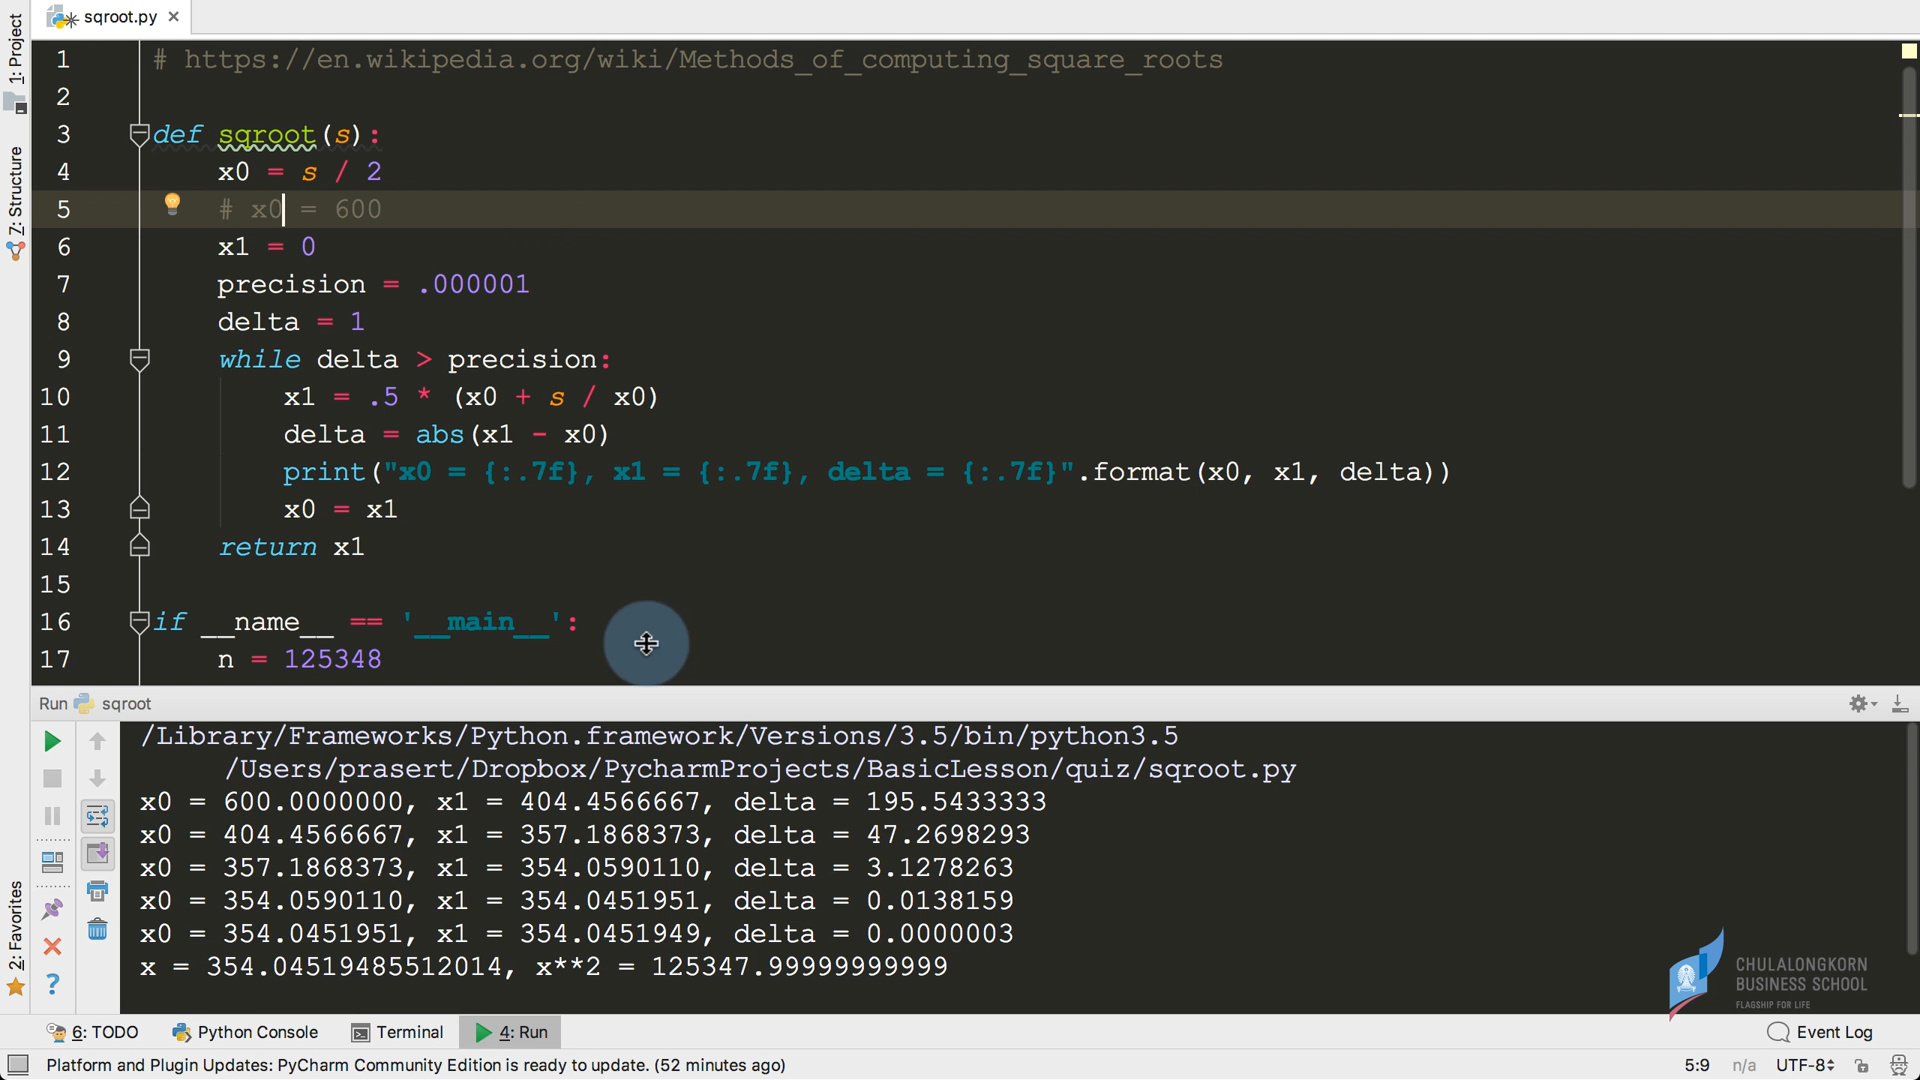 sqroot.py
1: Project
7: Structure
2: Favorites
1 # https://en.wikipedia.org/wiki/Methods_of_computing_square_roots
2
3 def sqroot(s):
4 x0 = s / 2
5 # x0 = 600
6 x1 = 0
7 precision = .000001
8 delta = 1
9 while delta > precision:
10 x1 = .5 * (x0 + s / x0)
11 delta = abs(x1 - x0)
12 print("x0 = {:.7f}, x1 = {:.7f}, delta = {:.7f}".format(x0, x1, delta))
13 x0 = x1
14 return x1
15
16 if __name__ == '__main__':
17 n = 125348
Run sqroot
/Library/Frameworks/Python.framework/Versions/3.5/bin/python3.5
/Users/prasert/Dropbox/PycharmProjects/BasicLesson/quiz/sqroot.py
x0 = 600.0000000, x1 = 404.4566667, delta = 195.5433333
x0 = 404.4566667, x1 = 357.1868373, delta = 47.2698293
x0 = 357.1868373, x1 = 354.0590110, delta = 3.1278263
x0 = 354.0590110, x1 = 354.0451951, delta = 0.0138159
x0 = 354.0451951, x1 = 354.0451949, delta = 0.0000003
x = 354.04519485512014, x**2 = 125347.99999999999
CHULALONGKORN
BUSINESS SCHOOL
FLAGSHIP FOR LIFE
6: TODO Python Console Terminal 4: Run Event Log
Platform and Plugin Updates: PyCharm Community Edition is ready to update. (52 minutes ago) 5:9 n/a UTF-8